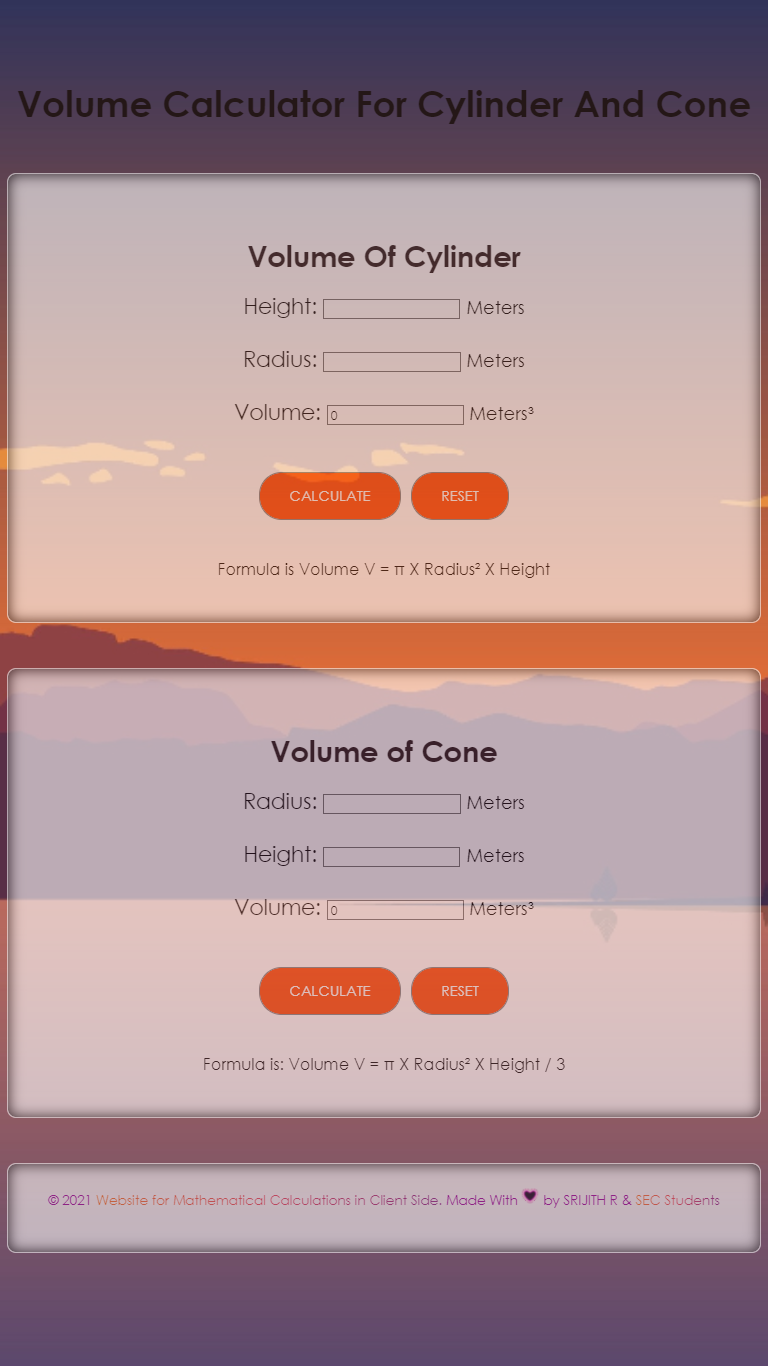 Volume Calculator For Cylinder And Cone
Volume Of Cylinder
Height: Meters
Radius: Meters
Volume: 0 Meters³
CALCULATE RESET
Formula is Volume V = π X Radius² X Height
Volume of Cone
Radius: Meters
Height: Meters
Volume: 0 Meters³
CALCULATE RESET
Formula is: Volume V = π X Radius² X Height / 3
© 2021 Website for Mathematical Calculations in Client Side. Made With 🖤 by SRIJITH R & SEC Students